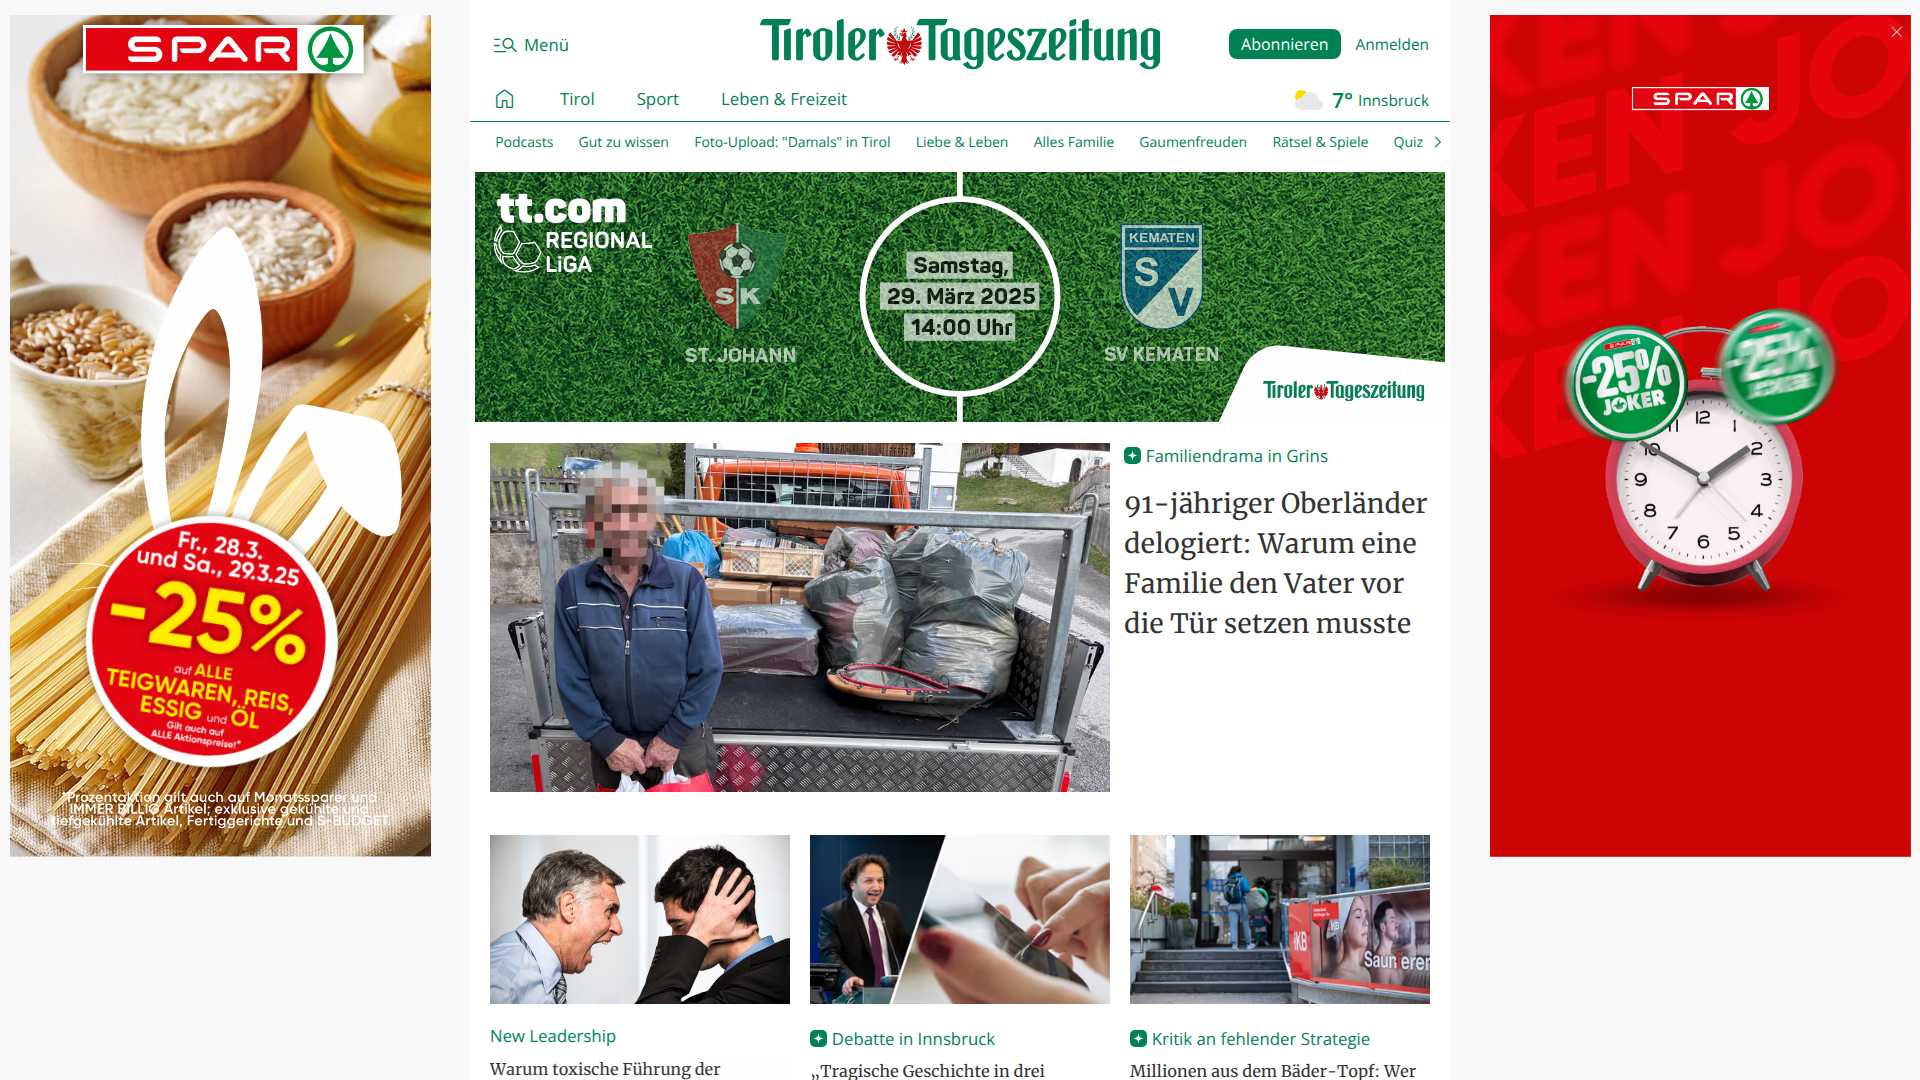 SPAR
Fr., 28.3.
und Sa., 29.3.25
-25%
auf ALLE
TEIGWAREN, REIS,
ESSIG und ÖL
Gilt auch auf
ALLE Aktionspreise!*
*Prozentaktion gilt auch auf Monatssparer und
IMMER BILLIG Artikel; exklusive gekühlte und
tiefgekühlte Artikel, Fertiggerichte und S-BUDGET.
Menü
Tiroler Tageszeitung
Abonnieren
Anmelden
Tirol
Sport
Leben & Freizeit
7° Innsbruck
Podcasts
Gut zu wissen
Foto-Upload: "Damals" in Tirol
Liebe & Leben
Alles Familie
Gaumenfreuden
Rätsel & Spiele
Quiz
tt.com
REGIONAL
LiGA
SK
ST. JOHANN
Samstag,
29. März 2025
14:00 Uhr
KEMATEN
S
V
SV KEMATEN
Tiroler Tageszeitung
Familiendrama in Grins
91-jähriger Oberländer
delogiert: Warum eine
Familie den Vater vor
die Tür setzen musste
IKB
New Leadership
Warum toxische Führung der
Debatte in Innsbruck
„Tragische Geschichte in drei
Kritik an fehlender Strategie
Millionen aus dem Bäder-Topf: Wer
SPAR
KEN JO
-25%
JOKER
-25%
JOKER
12
1
2
3
4
5
6
7
8
9
10
11